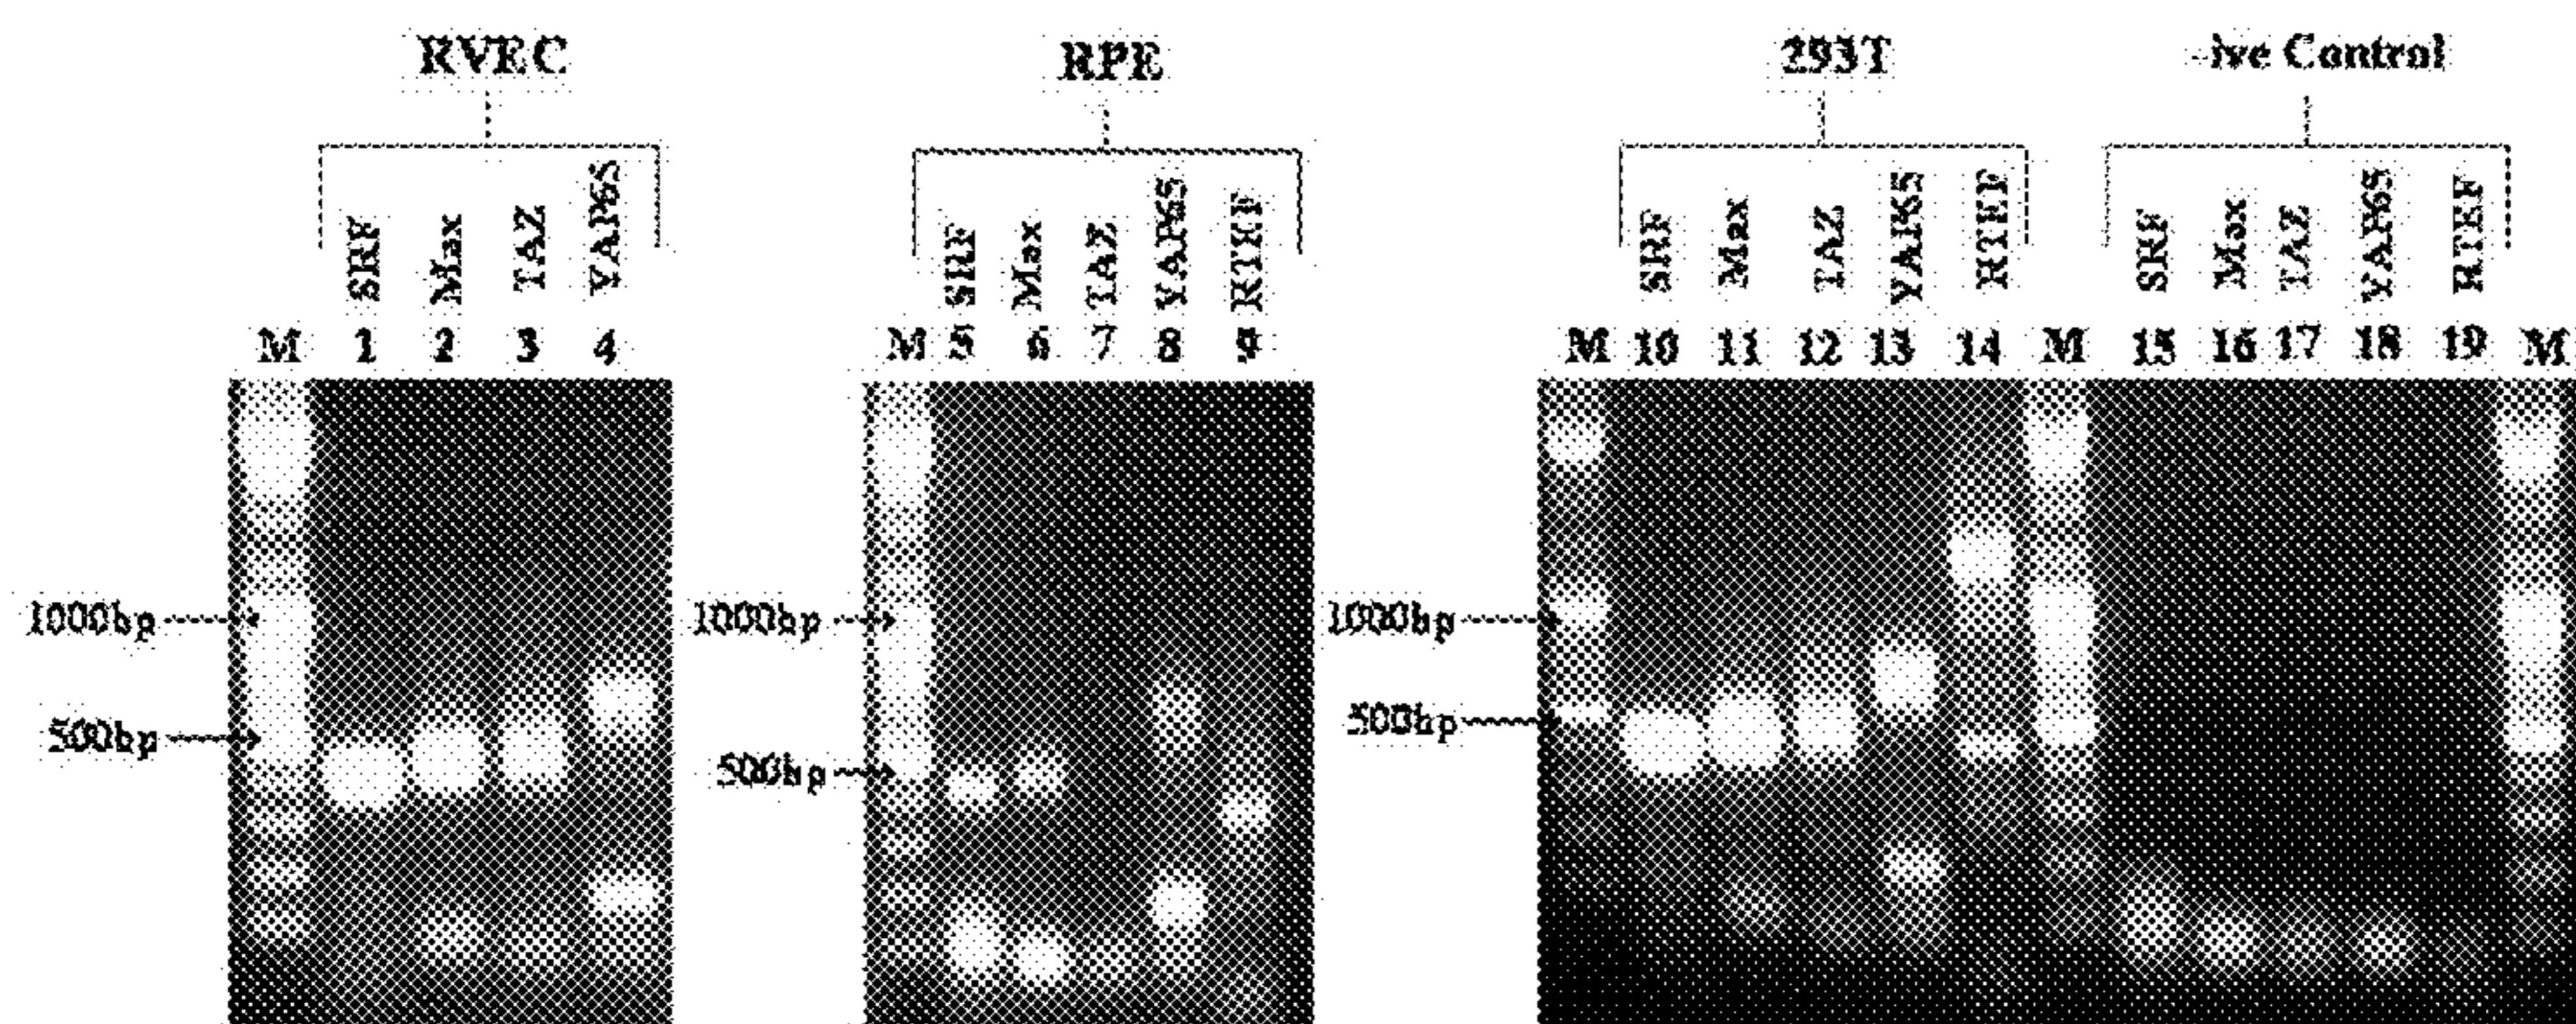 RVEC RPE 293T -ive Control
SRF Max TAZ YAP65 SRF Max TAZ YAP65 RTEF SRF Max TAZ YAP65 RTEF SRF Max TAZ YAP65 RTEF
M 1 2 3 4 M 5 6 7 8 9 M 10 11 12 13 14 M 15 16 17 18 19 M
1000bp 1000bp 1000bp
500bp 500bp 500bp